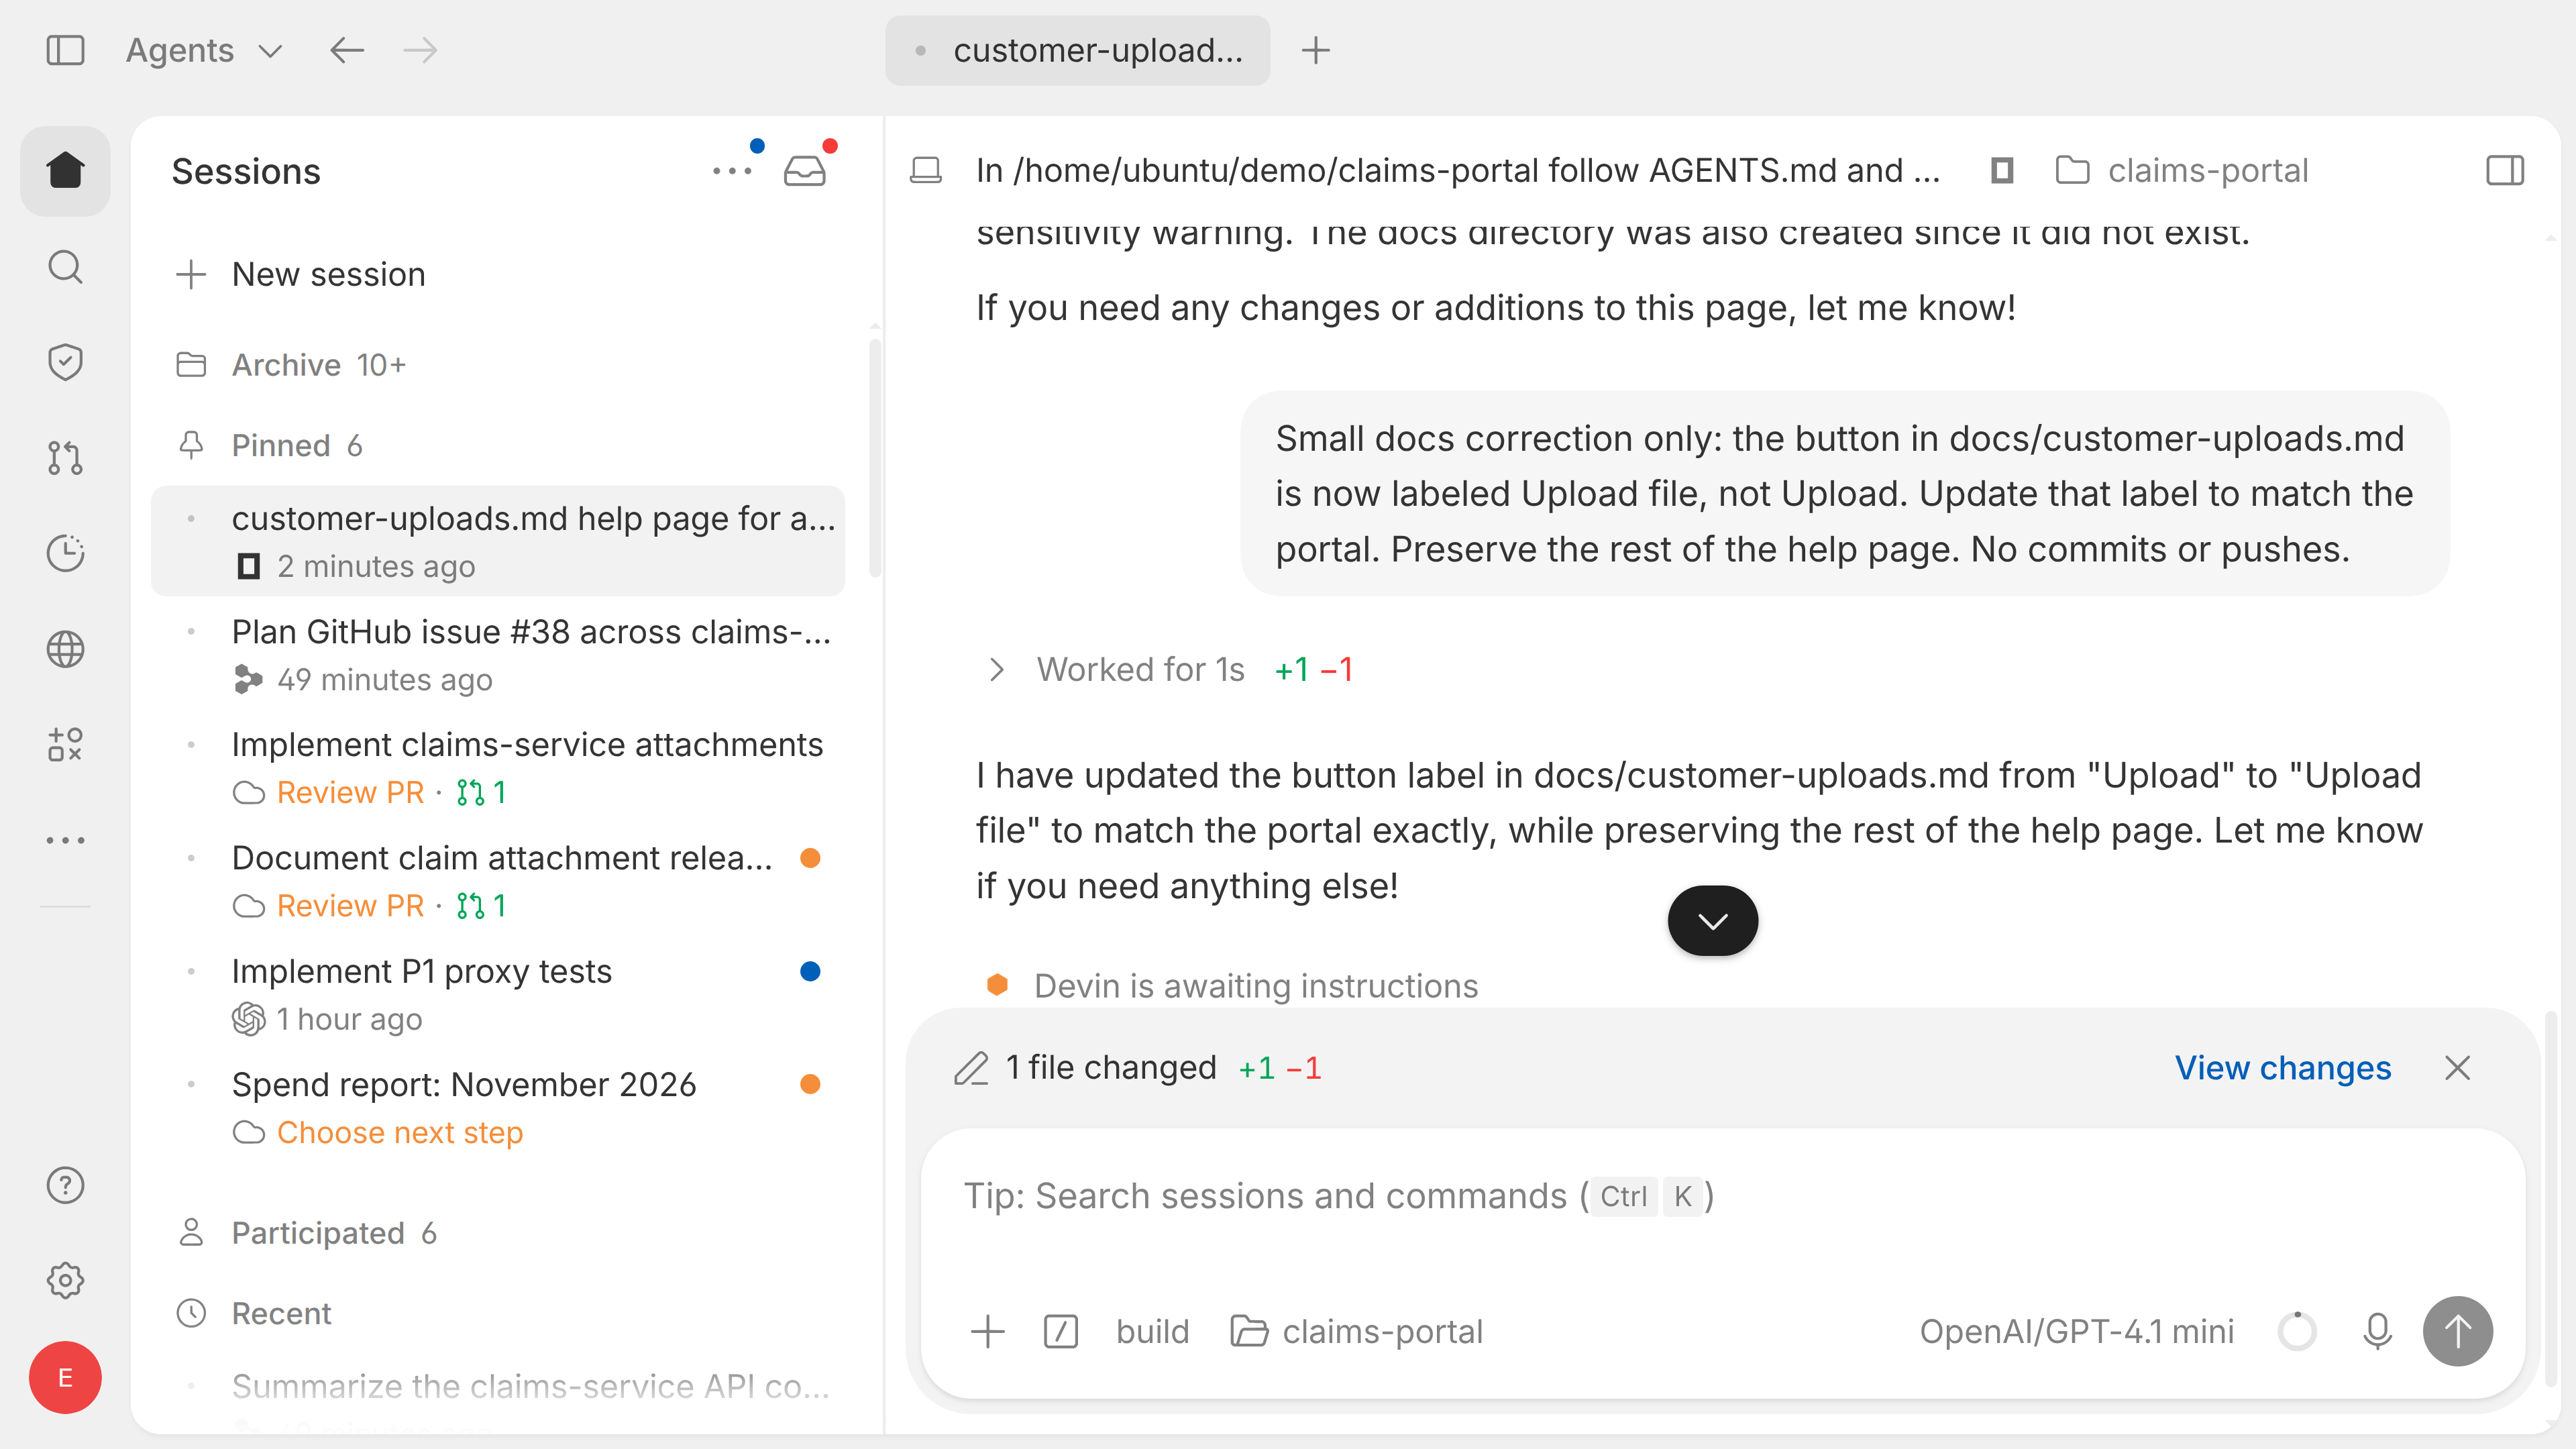 Agents
customer-upload...
Sessions
New session
Archive 10+
Pinned 6
customer-uploads.md help page for a...
2 minutes ago
Plan GitHub issue #38 across claims-...
49 minutes ago
Implement claims-service attachments
Review PR · 1
Document claim attachment relea...
Review PR · 1
Implement P1 proxy tests
1 hour ago
Spend report: November 2026
Choose next step
Participated 6
Recent
Summarize the claims-service API co...
E
In /home/ubuntu/demo/claims-portal follow AGENTS.md and ...
claims-portal
sensitivity warning. The docs directory was also created since it did not exist.
If you need any changes or additions to this page, let me know!
Small docs correction only: the button in docs/customer-uploads.md
is now labeled Upload file, not Upload. Update that label to match the
portal. Preserve the rest of the help page. No commits or pushes.
Worked for 1s +1 −1
I have updated the button label in docs/customer-uploads.md from "Upload" to "Upload
file" to match the portal exactly, while preserving the rest of the help page. Let me know
if you need anything else!
Devin is awaiting instructions
1 file changed +1 −1
View changes
Tip: Search sessions and commands (Ctrl K)
build
claims-portal
OpenAI/GPT-4.1 mini